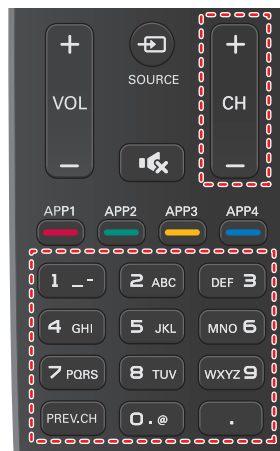 + +
SOURCE
VOL CH
− −
APP1 APP2 APP3 APP4
1 _- 2 ABC DEF 3
4 GHI 5 JKL MNO 6
7 PQRS 8 TUV WXYZ 9
PREV.CH 0.@ .